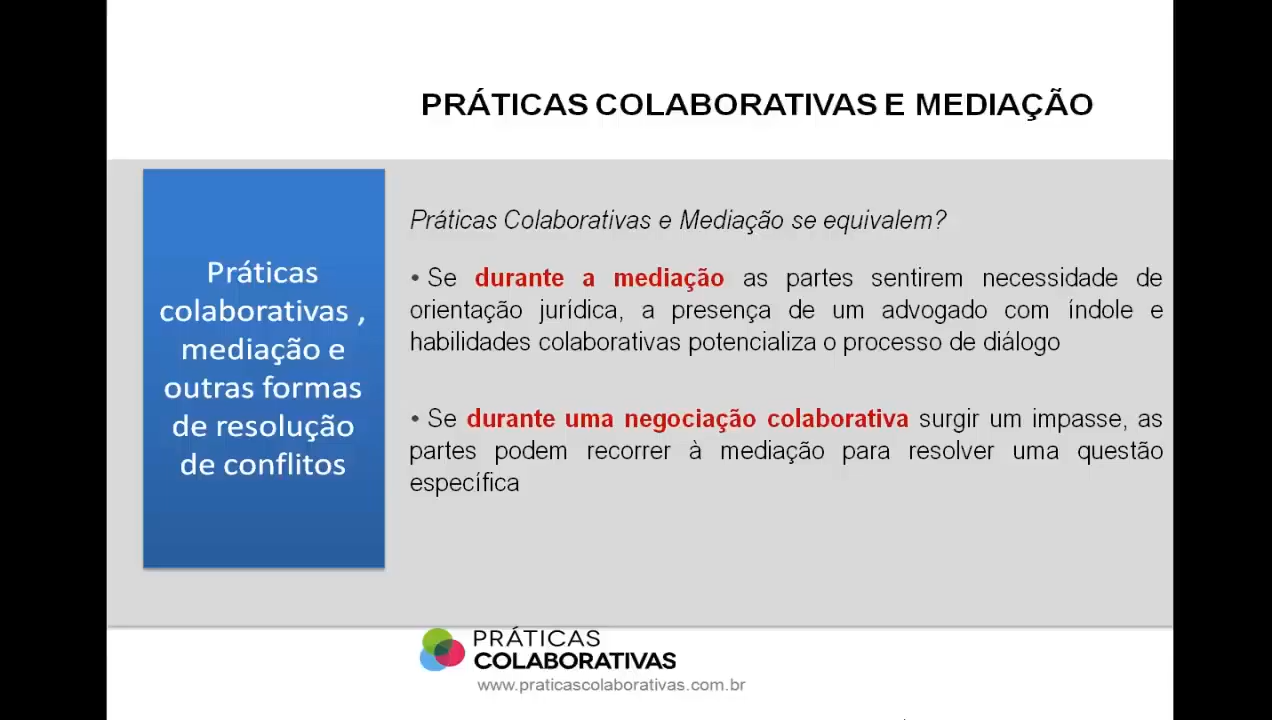 PRÁTICAS COLABORATIVAS E MEDIAÇÃO
Práticas
colaborativas ,
mediação e
outras formas
de resolução
de conflitos
Práticas Colaborativas e Mediação se equivalem?
• Se durante a mediação as partes sentirem necessidade de
orientação jurídica, a presença de um advogado com índole e
habilidades colaborativas potencializa o processo de diálogo
• Se durante uma negociação colaborativa surgir um impasse, as
partes podem recorrer à mediação para resolver uma questão
específica
PRÁTICAS
COLABORATIVAS
www.praticascolaborativas.com.br